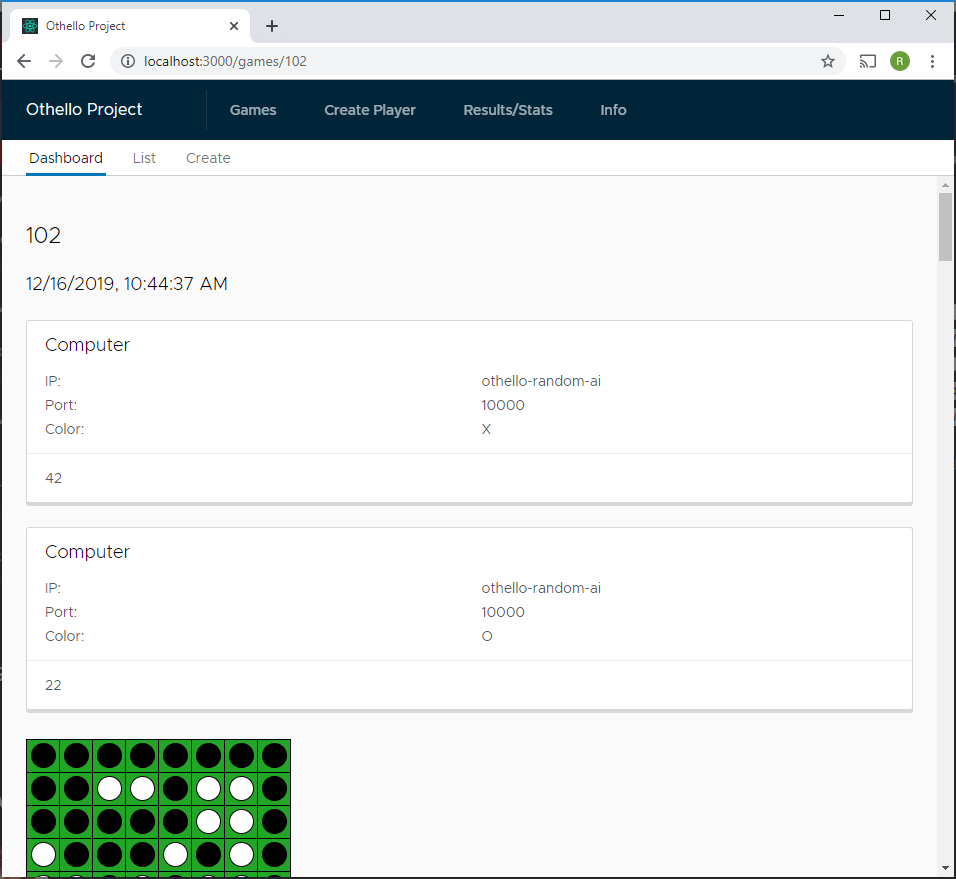 Othello Project
localhost:3000/games/102
R
Othello Project Games Create Player Results/Stats Info
Dashboard List Create
102
12/16/2019, 10:44:37 AM
Computer
IP: othello-random-ai
Port: 10000
Color: X
42
Computer
IP: othello-random-ai
Port: 10000
Color: O
22